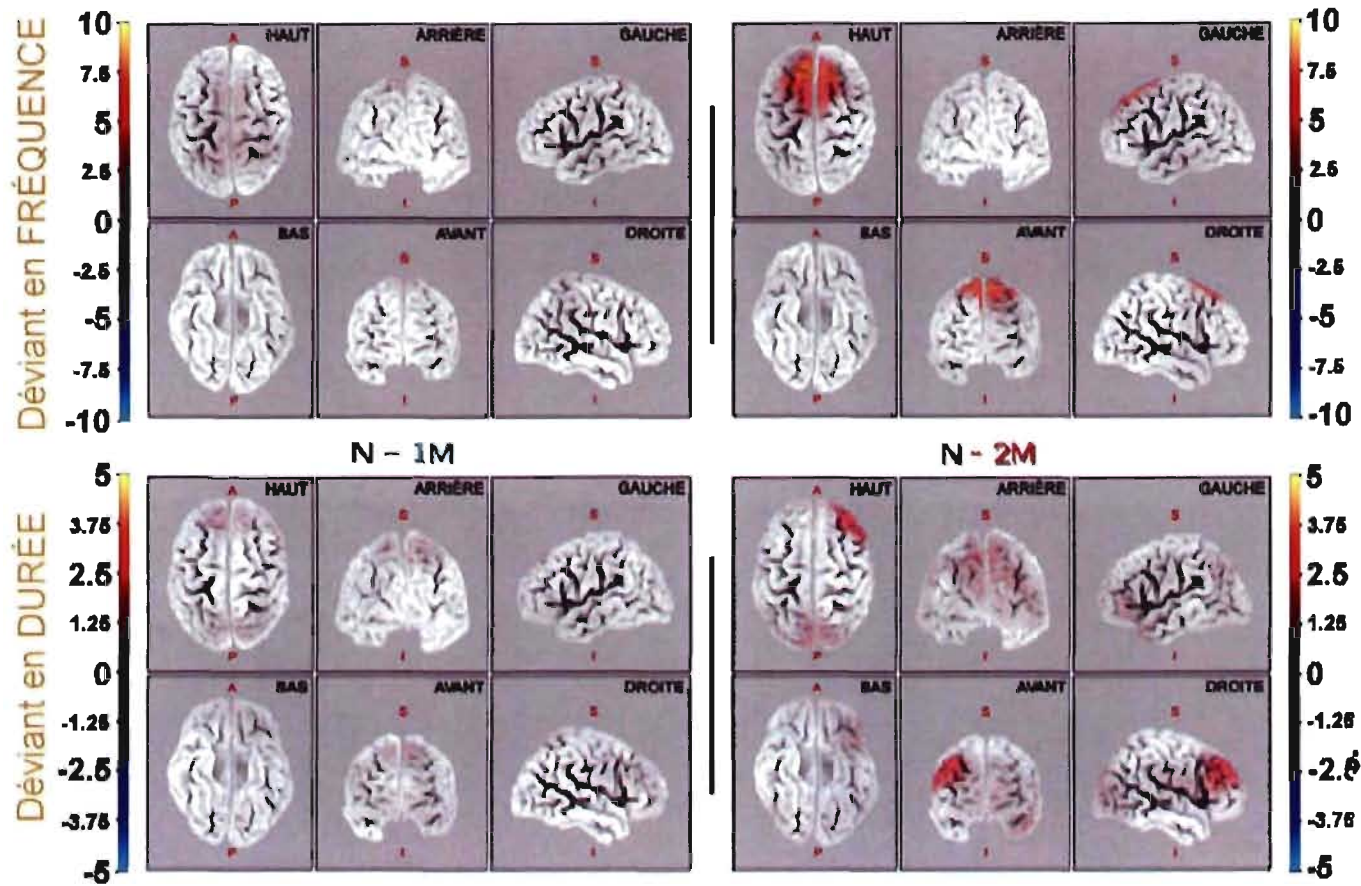 Déviant en FRÉQUENCE
10
7.5
5
2.5
0
-2.5
-5
-7.5
-10
HAUT
A
P
ARRIÈRE
S
I
GAUCHE
S
I
BAS
A
P
AVANT
S
I
DROITE
S
I
HAUT
A
P
ARRIÈRE
S
I
GAUCHE
S
I
BAS
A
P
AVANT
S
I
DROITE
S
I
10
7.5
5
2.5
0
-2.5
-5
-7.5
-10
N - 1M
N - 2M
Déviant en DURÉE
5
3.75
2.5
1.25
0
-1.25
-2.5
-3.75
-5
HAUT
A
P
ARRIÈRE
S
I
GAUCHE
S
I
BAS
A
P
AVANT
S
I
DROITE
S
I
HAUT
A
P
ARRIÈRE
S
I
GAUCHE
S
I
BAS
A
P
AVANT
S
I
DROITE
S
I
5
3.75
2.5
1.25
0
-1.25
-2.5
-3.75
-5